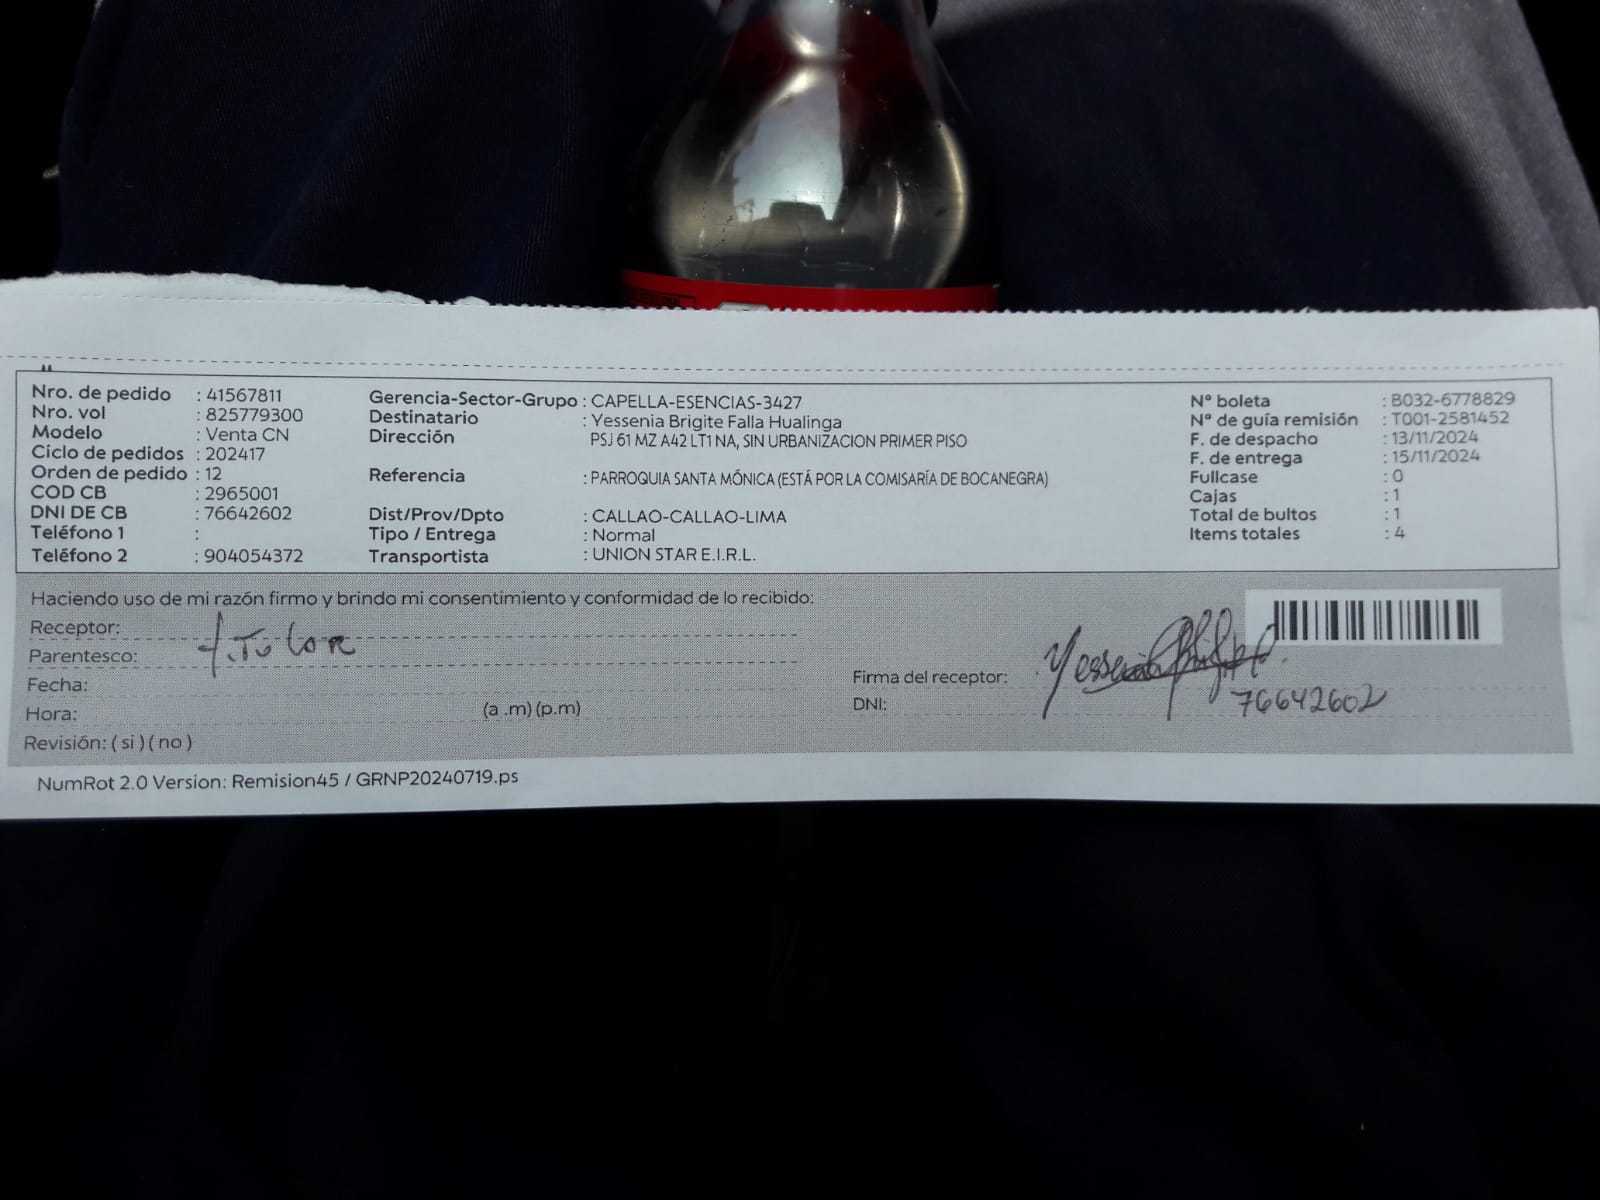 Nro. de pedido : 41567811
Nro. vol : 825779300
Modelo : Venta CN
Ciclo de pedidos : 202417
Orden de pedido : 12
COD CB : 2965001
DNI DE CB : 76642602
Teléfono 1 :
Teléfono 2 : 904054372
Gerencia-Sector-Grupo : CAPELLA-ESENCIAS-3427
Destinatario : Yessenia Brigite Falla Hualinga
Dirección PSJ 61 MZ A42 LT1 NA, SIN URBANIZACION PRIMER PISO
Referencia : PARROQUIA SANTA MÓNICA (ESTÁ POR LA COMISARÍA DE BOCANEGRA)
Dist/Prov/Dpto : CALLAO-CALLAO-LIMA
Tipo / Entrega : Normal
Transportista : UNION STAR E.I.R.L.
Nº boleta : B032-6778829
Nº de guía remisión : T001-2581452
F. de despacho : 13/11/2024
F. de entrega : 15/11/2024
Fullcase : 0
Cajas : 1
Total de bultos : 1
Items totales : 4
Haciendo uso de mi razón firmo y brindo mi consentimiento y conformidad de lo recibido:
Receptor:
Parentesco: titular
Fecha:
Hora: (a .m) (p.m)
Revisión: ( si ) ( no )
Firma del receptor: Yessenia
DNI: 76642602
NumRot 2.0 Version: Remision45 / GRNP20240719.ps